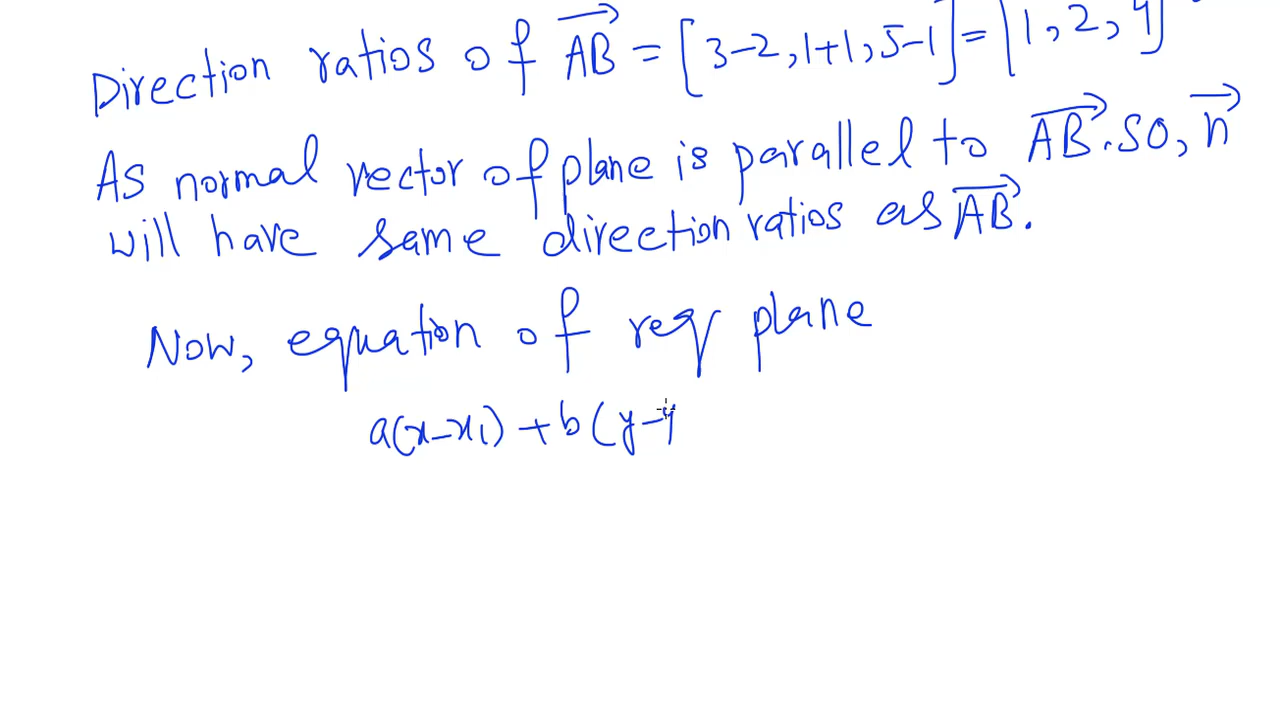 Direction ratios of AB = [3-2, 1+1, 5-1] = [1, 2, 4]
As normal vector of plane is parallel to AB. So, n
will have same direction ratios as AB.
Now, equation of req plane
a(x-x1) + b(y-y